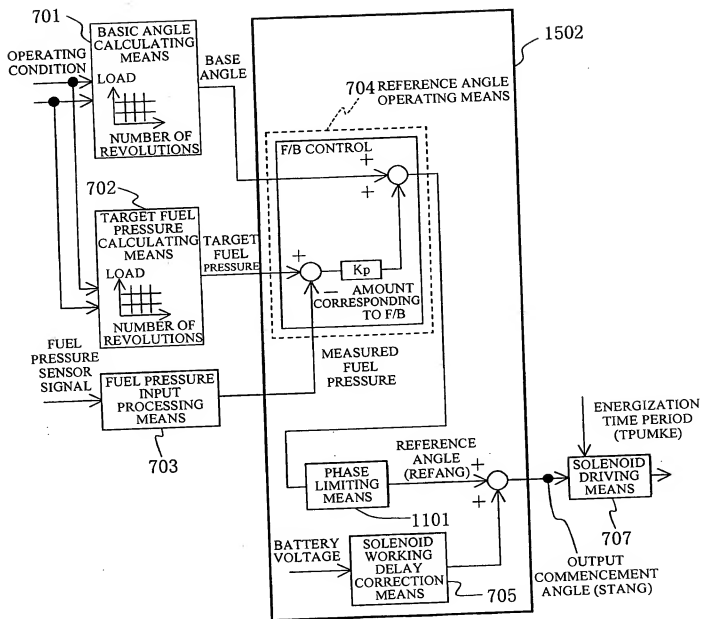 701
BASIC ANGLE
CALCULATING
MEANS
OPERATING
CONDITION
LOAD
NUMBER OF
REVOLUTIONS
BASE
ANGLE
1502
704 REFERENCE ANGLE
OPERATING MEANS
F/B CONTROL
+
+
702
TARGET FUEL
PRESSURE
CALCULATING
MEANS
LOAD
NUMBER OF
REVOLUTIONS
TARGET
FUEL
PRESSURE
+
Kp
−
AMOUNT
CORRESPONDING
TO F/B
FUEL
PRESSURE
SENSOR
SIGNAL
FUEL PRESSURE
INPUT
PROCESSING
MEANS
703
MEASURED
FUEL
PRESSURE
PHASE
LIMITING
MEANS
1101
REFERENCE
ANGLE
(REFANG)
+
+
BATTERY
VOLTAGE
SOLENOID
WORKING
DELAY
CORRECTION
MEANS
705
ENERGIZATION
TIME PERIOD
(TPUMKE)
SOLENOID
DRIVING
MEANS
707
OUTPUT
COMMENCEMENT
ANGLE (STANG)